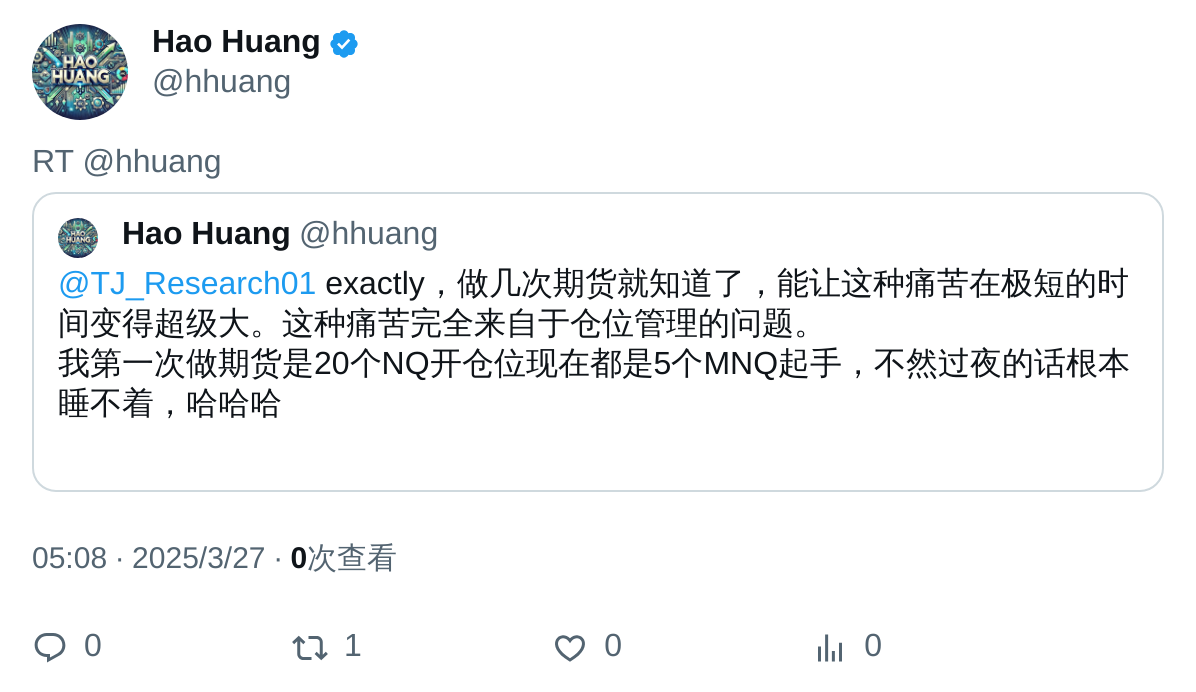 HAO
HUANG
Hao Huang
@hhuang
RT @hhuang
HAO
HUANG
Hao Huang @hhuang
@TJ_Research01 exactly，做几次期货就知道了，能让这种痛苦在极短的时
间变得超级大。这种痛苦完全来自于仓位管理的问题。
我第一次做期货是20个NQ开仓位现在都是5个MNQ起手，不然过夜的话根本
睡不着，哈哈哈
05:08 · 2025/3/27 · 0次查看
0 1 0 0